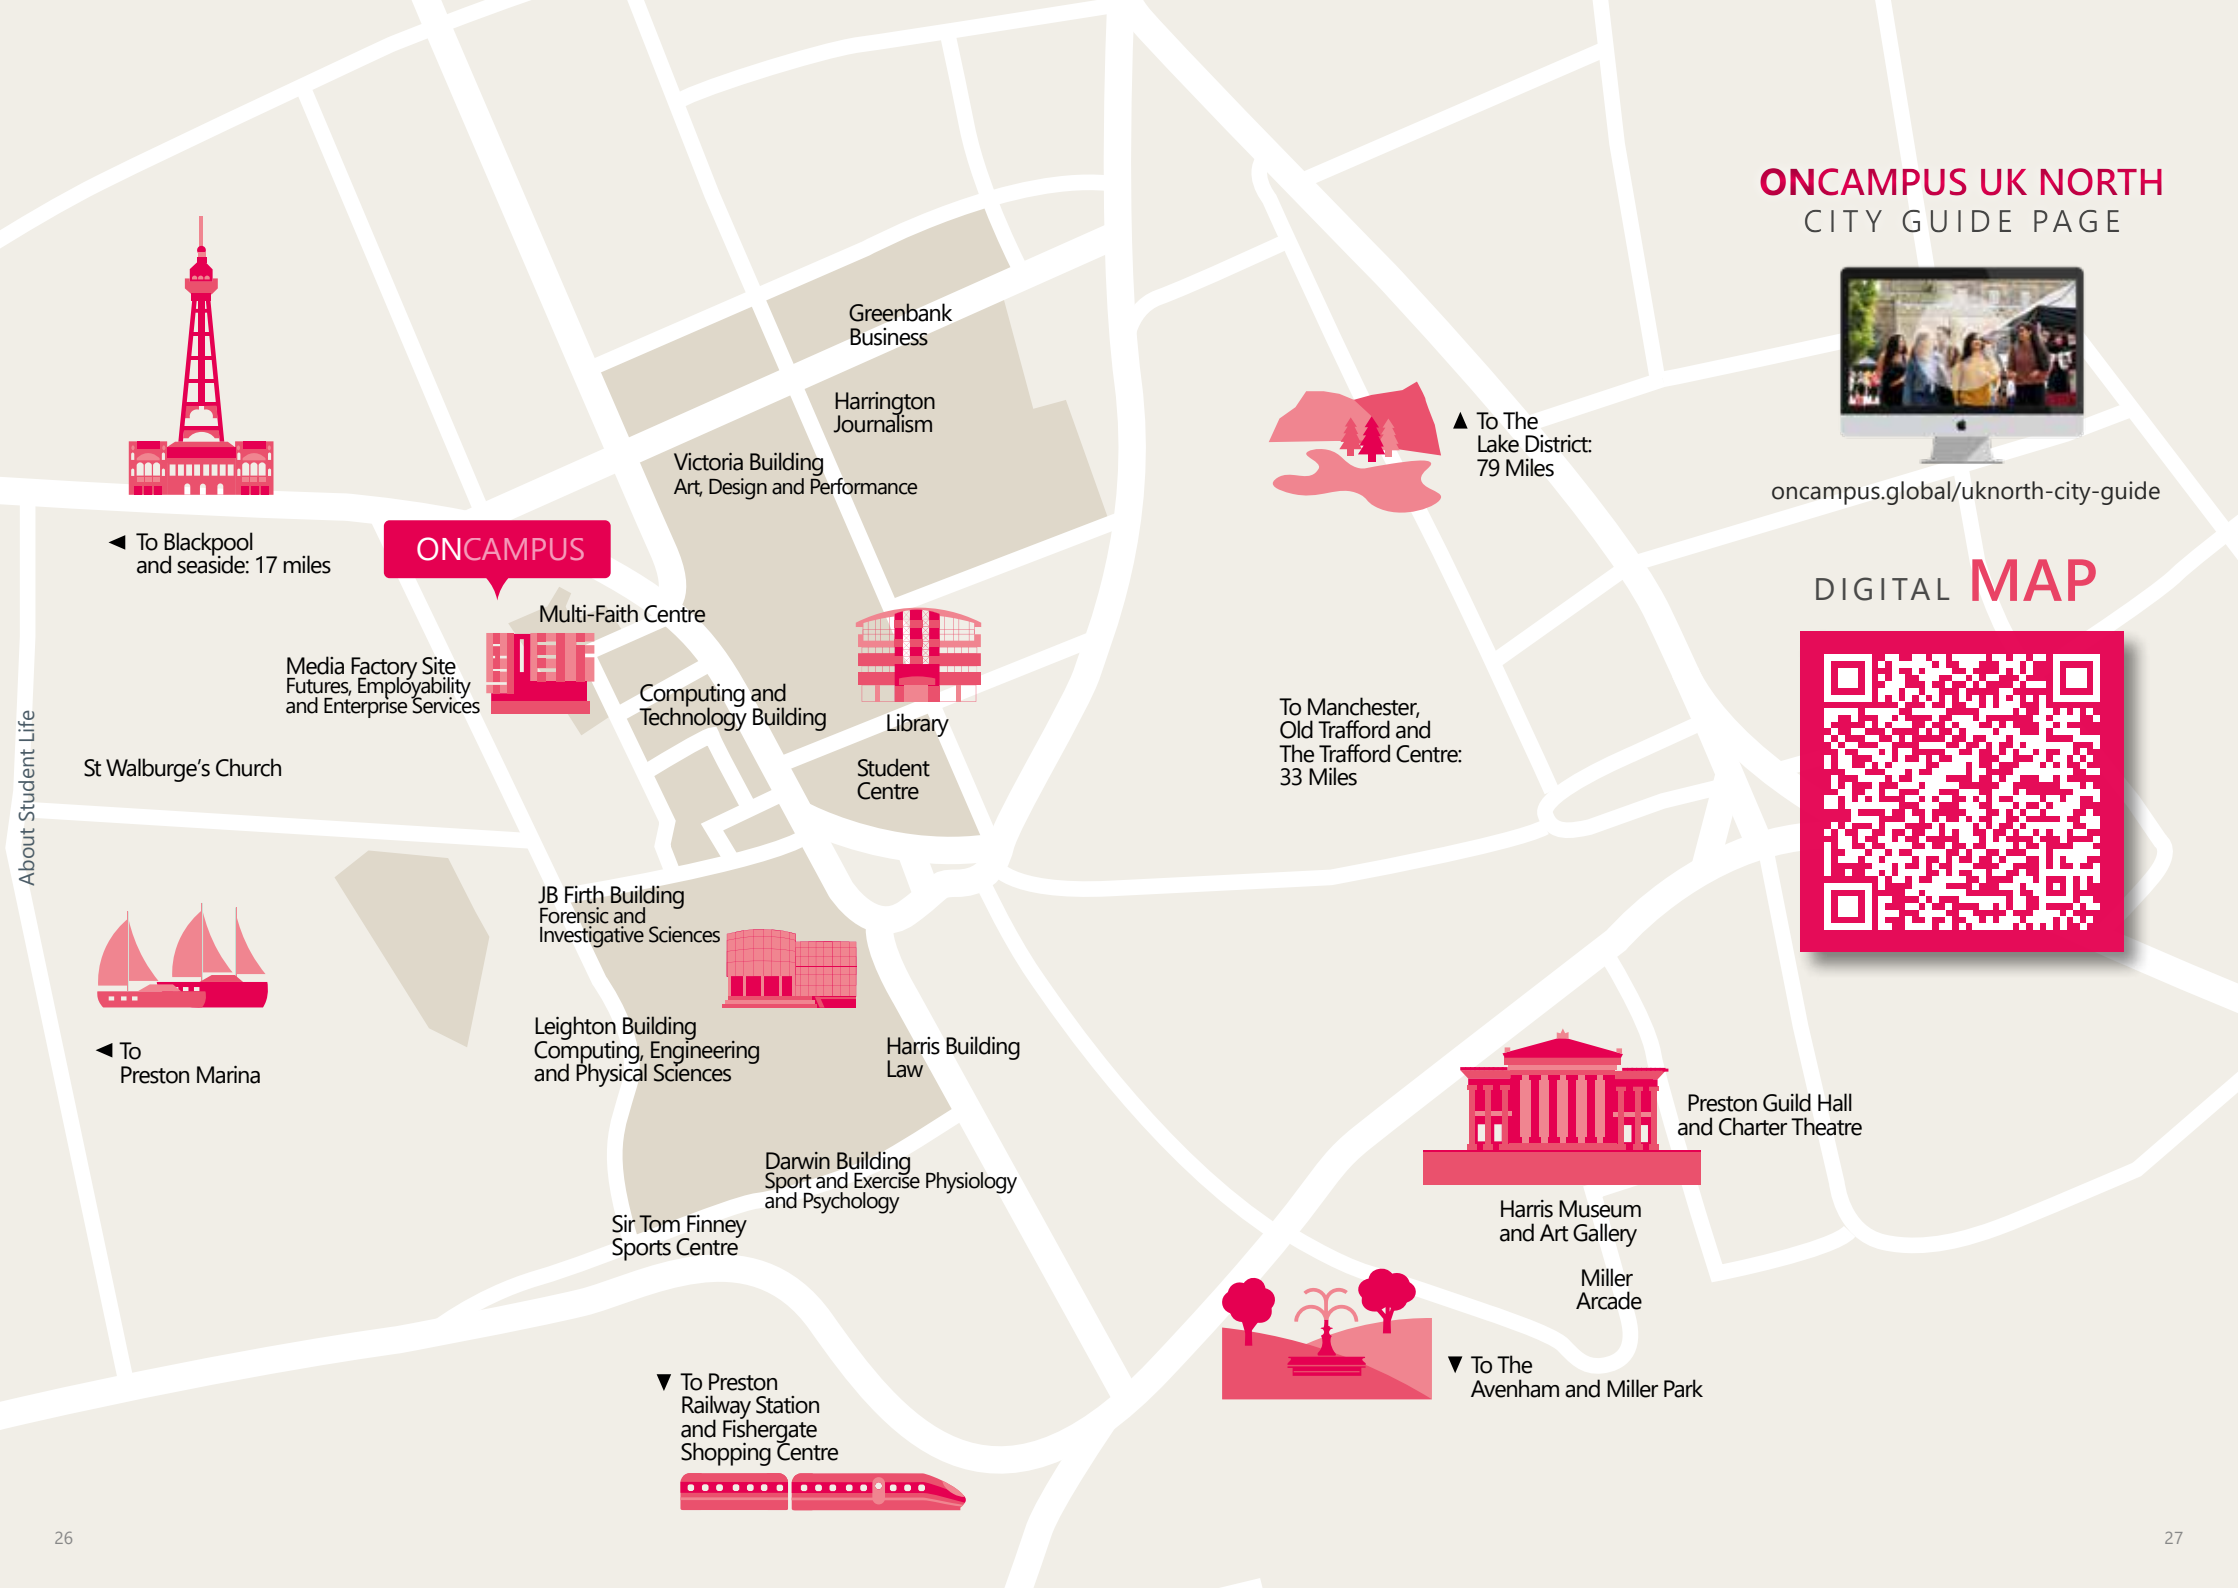 ONCAMPUS UK NORTH
CITY GUIDE PAGE
Greenbank
Business
Harrington
Journalism
Victoria Building
Art, Design and Performance
To The
Lake District:
79 Miles
oncampus.global/uknorth-city-guide
To Blackpool
and seaside: 17 miles
ONCAMPUS
DIGITAL MAP
Multi-Faith Centre
Media Factory Site
Futures, Employability
and Enterprise Services
Computing and
Technology Building
Library
To Manchester,
Old Trafford and
The Trafford Centre:
33 Miles
St Walburge's Church
Student
Centre
About Student Life
JB Firth Building
Forensic and
Investigative Sciences
Leighton Building
Computing, Engineering
and Physical Sciences
Harris Building
Law
To
Preston Marina
Preston Guild Hall
and Charter Theatre
Darwin Building
Sport and Exercise Physiology
and Psychology
Sir Tom Finney
Sports Centre
Harris Museum
and Art Gallery
Miller
Arcade
To The
Avenham and Miller Park
To Preston
Railway Station
and Fishergate
Shopping Centre
26
27